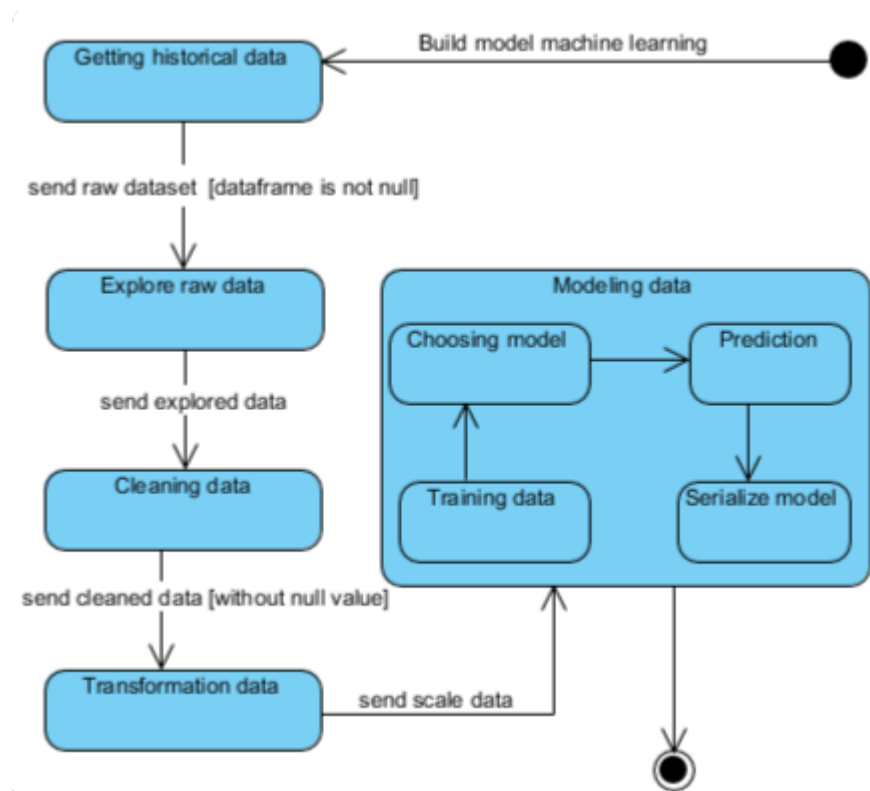 Build model machine learning
Getting historical data
send raw dataset [dataframe is not null]
Explore raw data
send explored data
Cleaning data
send cleaned data [without null value]
Transformation data
send scale data
Modeling data
Choosing model
Prediction
Training data
Serialize model